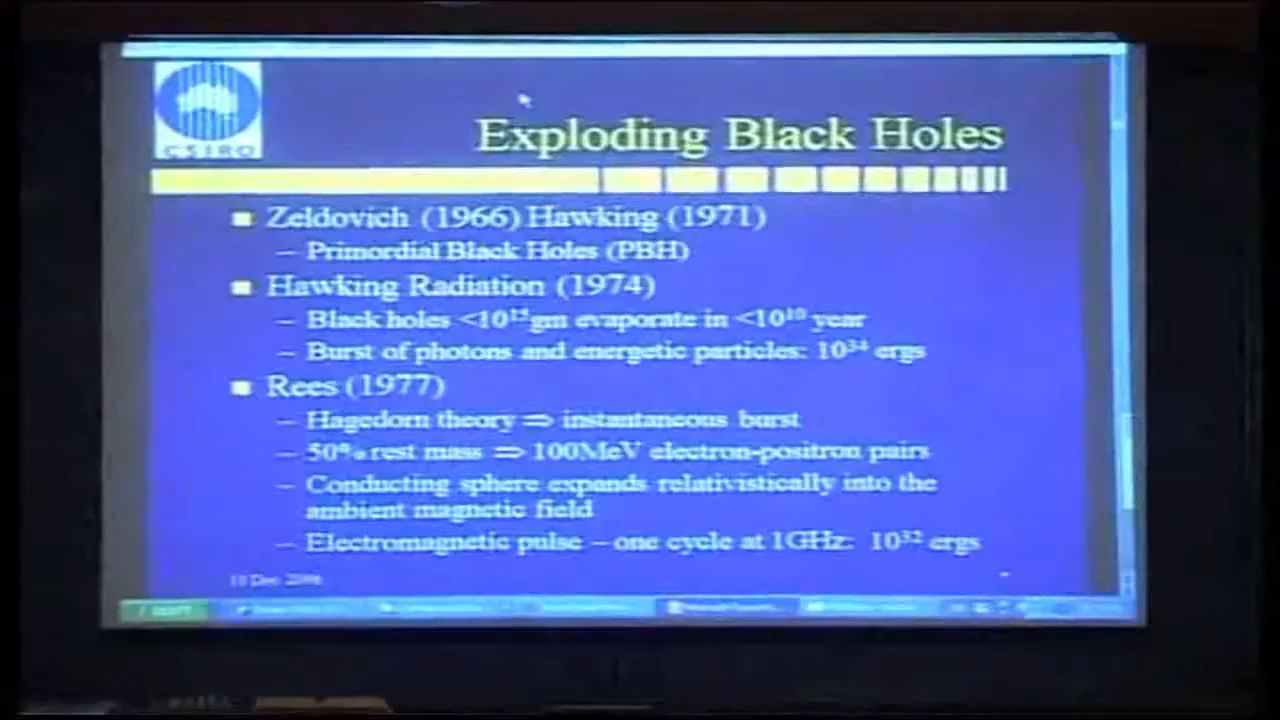 CSIRO
Exploding Black Holes
■ Zeldovich (1966) Hawking (1971)
– Primordial Black Holes (PBH)
■ Hawking Radiation (1974)
– Black holes <10¹⁵gm evaporate in <10¹⁰ year
– Burst of photons and energetic particles: 10³⁴ ergs
■ Rees (1977)
– Hagedorn theory ⇒ instantaneous burst
– 50% rest mass ⇒ 100MeV electron-positron pairs
– Conducting sphere expands relativistically into the
ambient magnetic field
– Electromagnetic pulse – one cycle at 1GHz: 10³² ergs
Dec
start